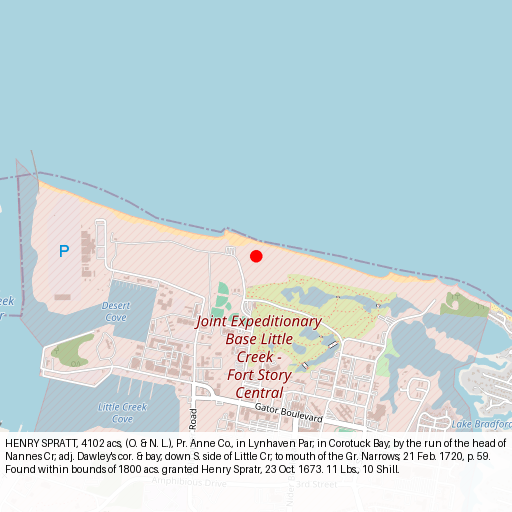 P
Desert
Cove
Joint Expeditionary
Base Little
Creek -
Fort Story
Central
Little Creek
Cove
Road
Gator Boulevard
Lake Bradford
HENRY SPRATT, 4102 acs, (O. & N. L.), Pr. Anne Co., in Lynhaven Par; in Corotuck Bay; by the run of the head of
Nannes Cr; adj. Dawley's cor. & bay; down S. side of Little Cr; to mouth of the Gr. Narrows; 21 Feb. 1720, p. 59.
Found within bounds of 1800 acs. granted Henry Spratr, 23 Oct. 1673. 11 Lbs., 10 Shill.
Amphibious Drive
3rd Street